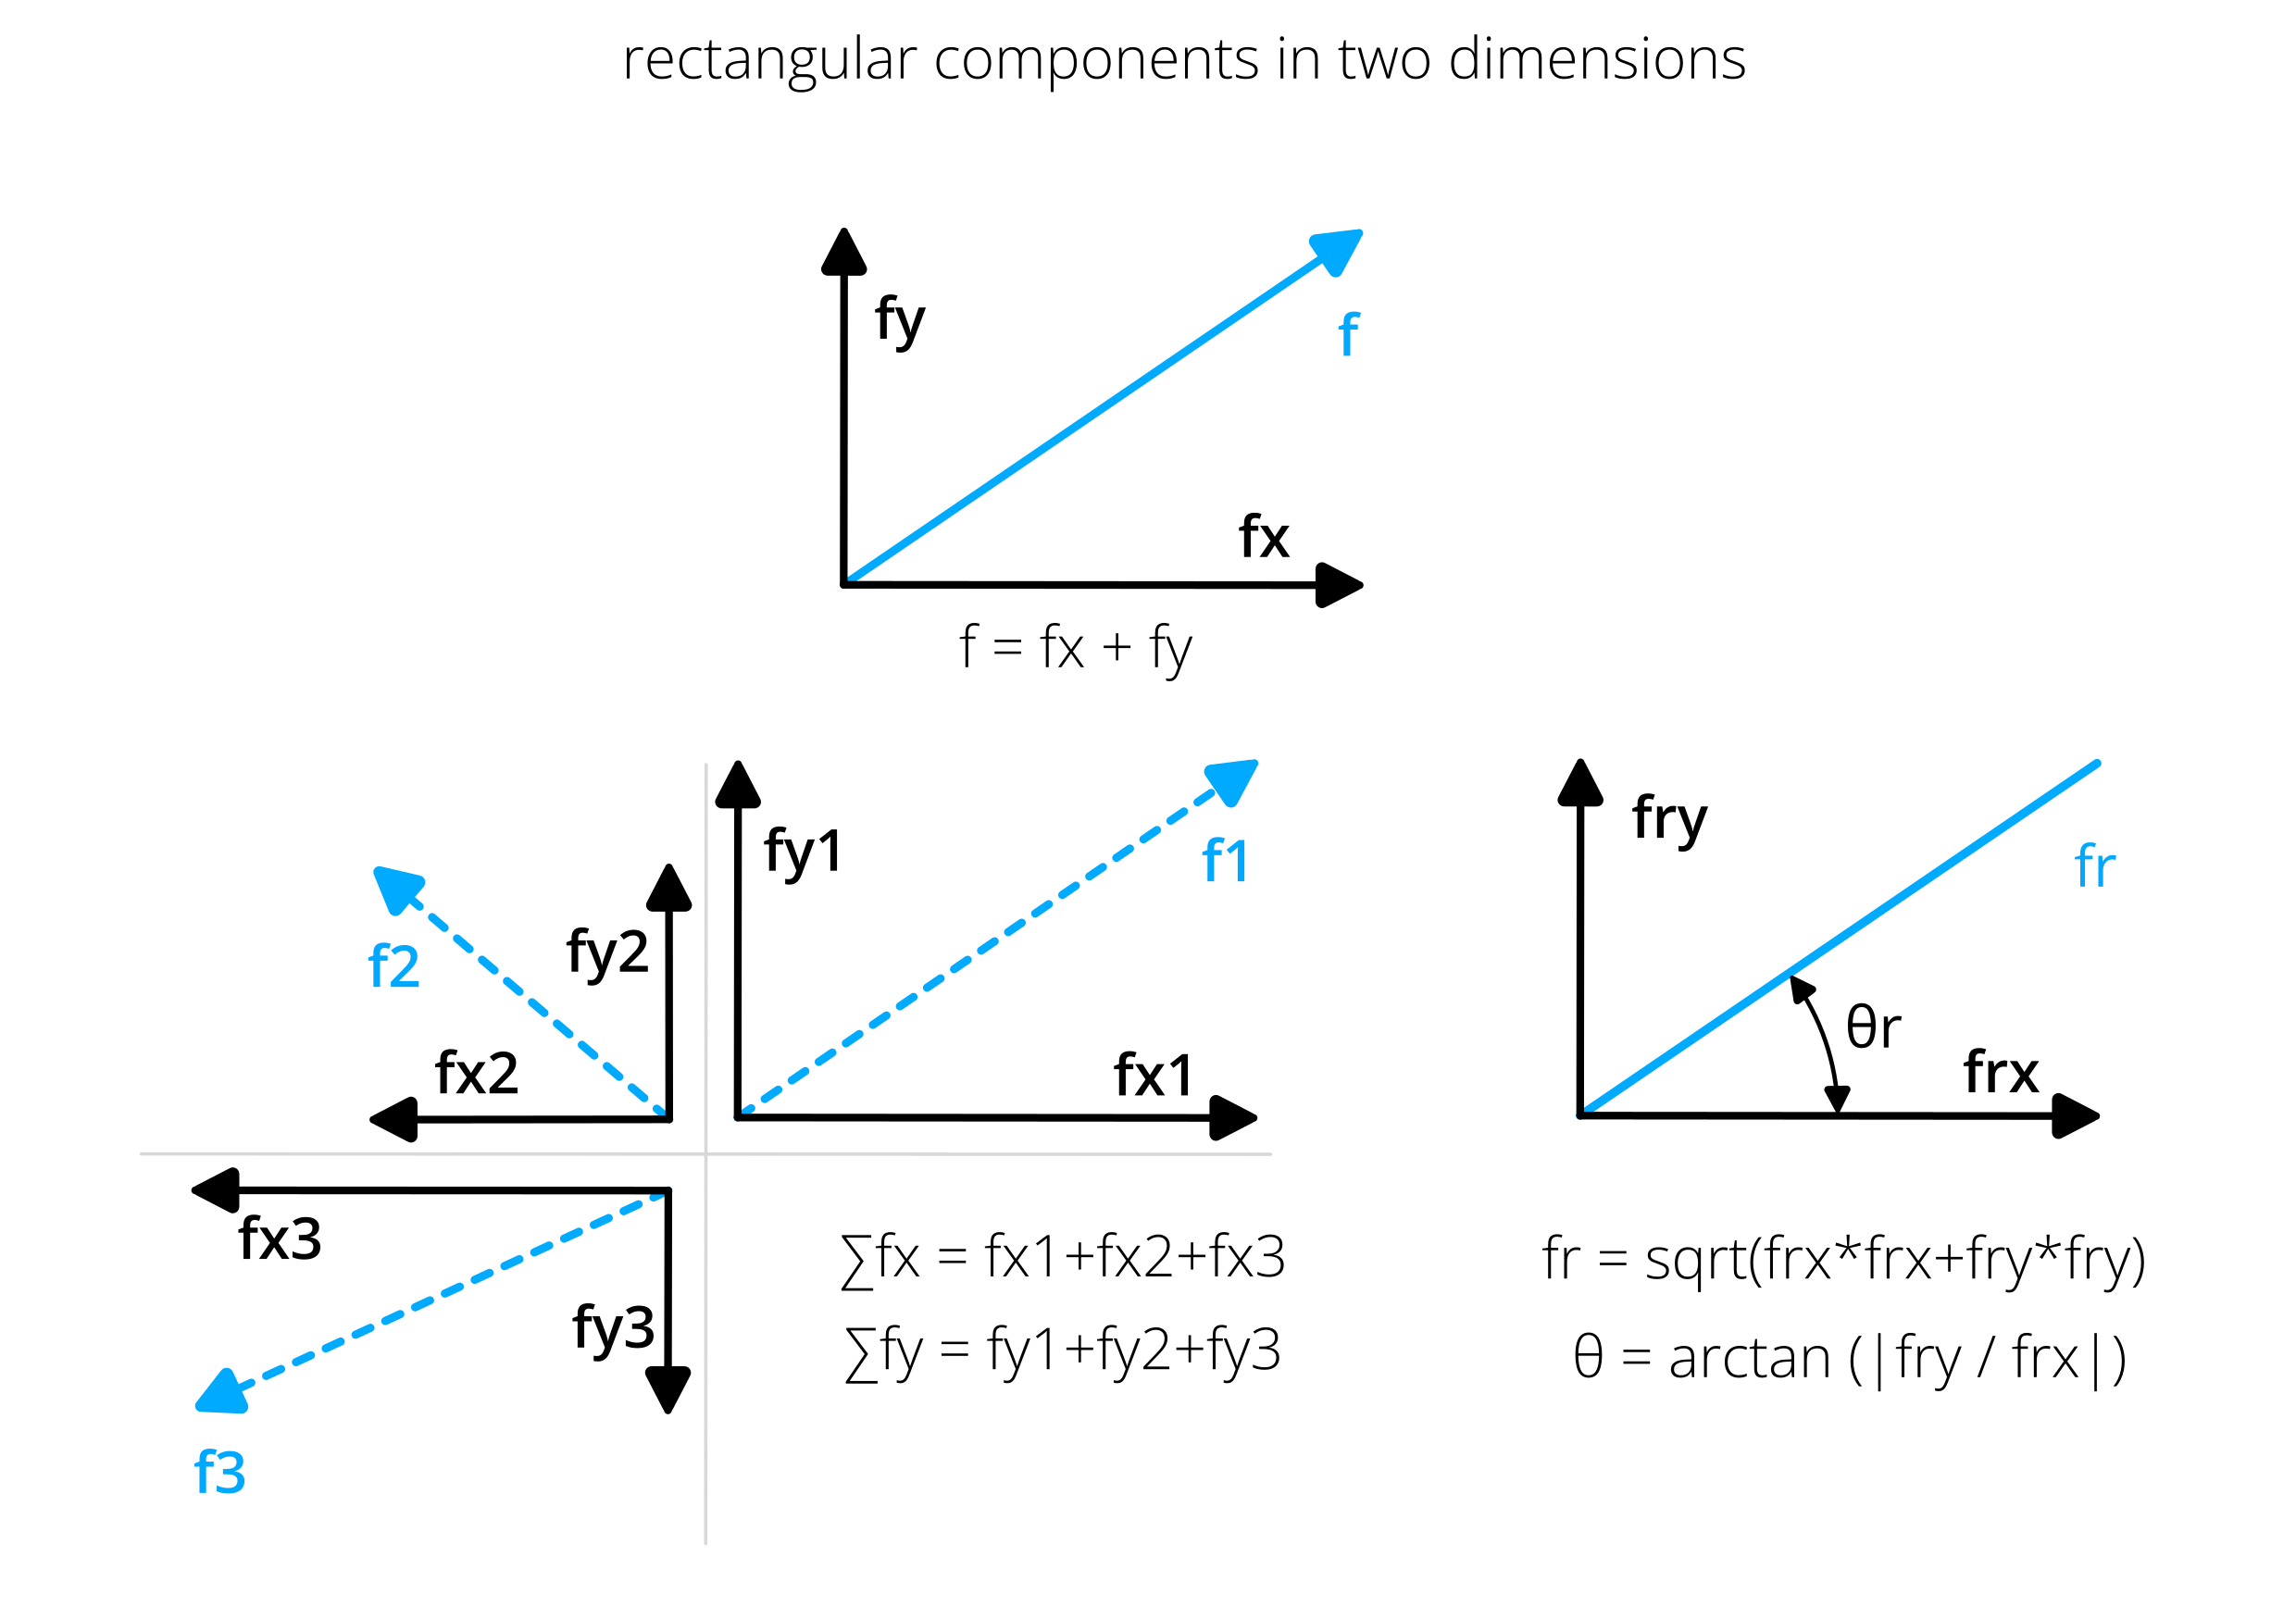 rectangular components in two dimensions
fy
f
fx
f = fx + fy
fy1
f1
fy2
f2
fx2
fx1
fx3
fy3
f3
∑fx = fx1+fx2+fx3
∑fy = fy1+fy2+fy3
fry
fr
θr
frx
fr = sqrt(frx*frx+fry*fry)
θ = arctan (|fry / frx|)